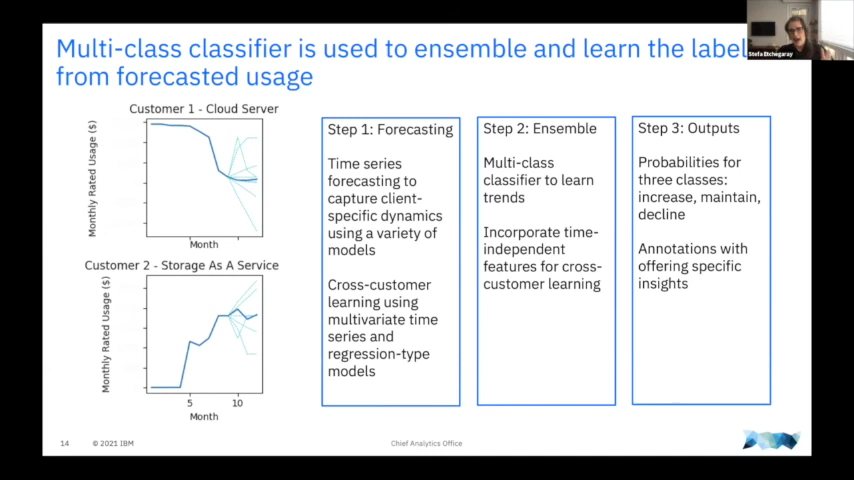 Multi-class classifier is used to ensemble and learn the label
from forecasted usage
Stefa Etchegaray
Customer 1 - Cloud Server
Monthly Rated Usage ($)
Month
Customer 2 - Storage As A Service
Monthly Rated Usage ($)
5
10
Month
Step 1: Forecasting
Time series
forecasting to
capture client-
specific dynamics
using a variety of
models
Cross-customer
learning using
multivariate time
series and
regression-type
models
Step 2: Ensemble
Multi-class
classifier to learn
trends
Incorporate time-
independent
features for cross-
customer learning
Step 3: Outputs
Probabilities for
three classes:
increase, maintain,
decline
Annotations with
offering specific
insights
14
© 2021 IBM
Chief Analytics Office